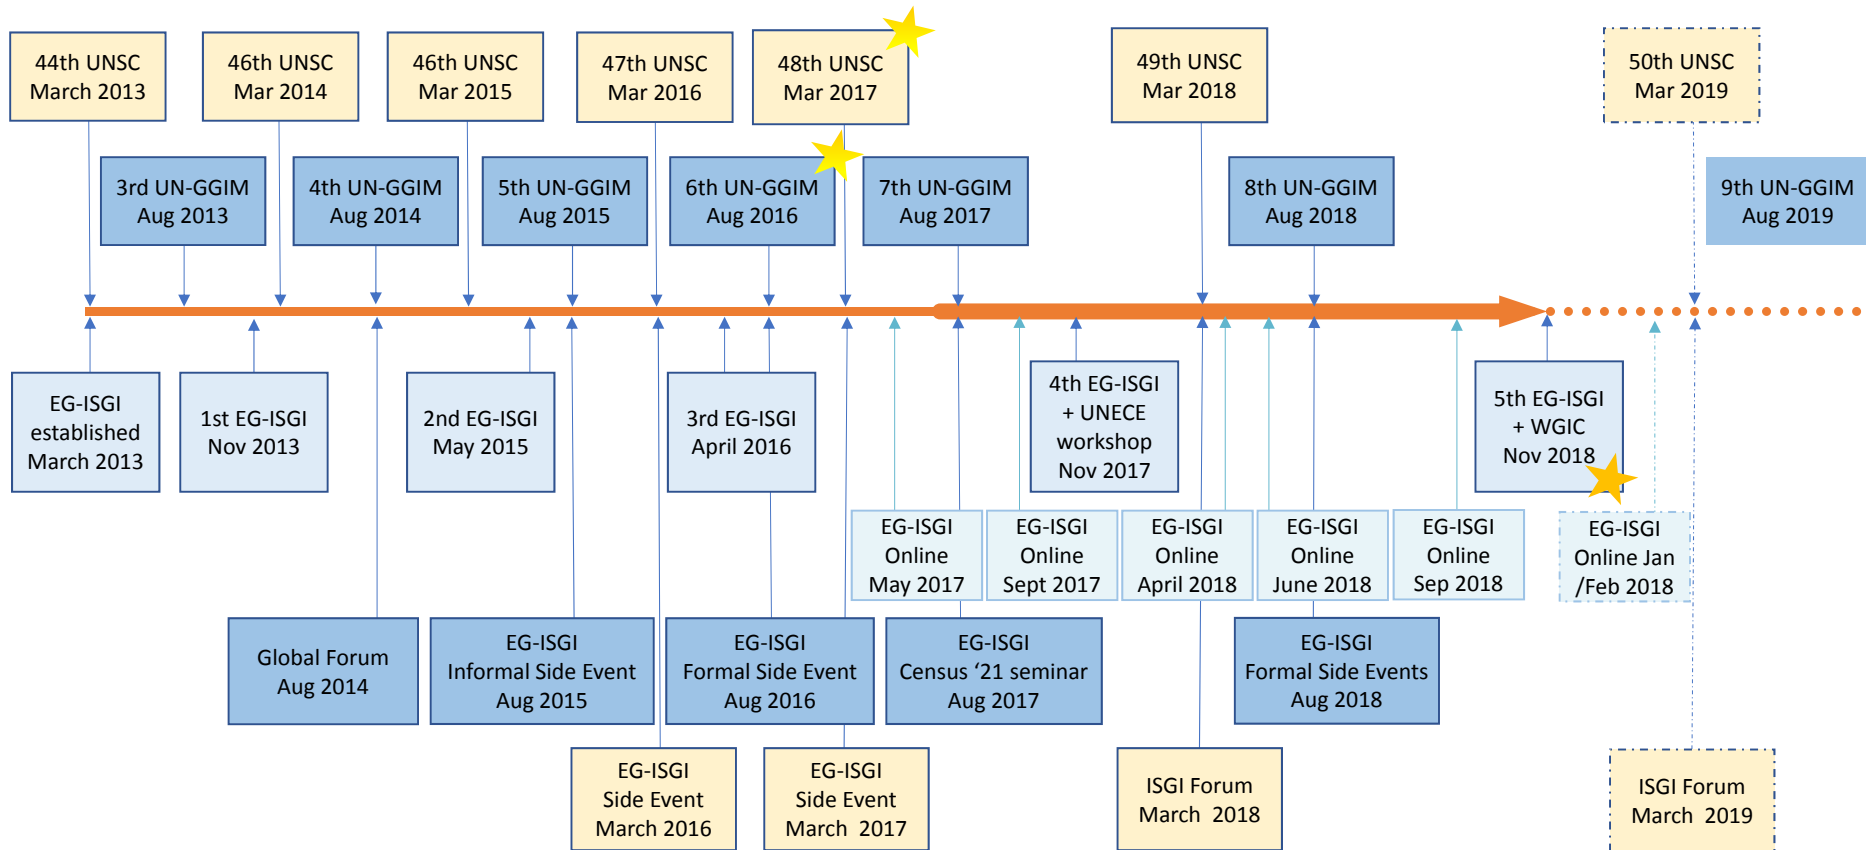 44th UNSC
March 2013
46th UNSC
Mar 2014
46th UNSC
Mar 2015
47th UNSC
Mar 2016
48th UNSC
Mar 2017
49th UNSC
Mar 2018
50th UNSC
Mar 2019
3rd UN-GGIM
Aug 2013
4th UN-GGIM
Aug 2014
5th UN-GGIM
Aug 2015
6th UN-GGIM
Aug 2016
7th UN-GGIM
Aug 2017
8th UN-GGIM
Aug 2018
9th UN-GGIM
Aug 2019
EG-ISGI
established
March 2013
1st EG-ISGI
Nov 2013
2nd EG-ISGI
May 2015
3rd EG-ISGI
April 2016
4th EG-ISGI
+ UNECE
workshop
Nov 2017
5th EG-ISGI
+ WGIC
Nov 2018
EG-ISGI
Online
May 2017
EG-ISGI
Online
Sept 2017
EG-ISGI
Online
April 2018
EG-ISGI
Online
June 2018
EG-ISGI
Online
Sep 2018
EG-ISGI
Online Jan
/Feb 2018
Global Forum
Aug 2014
EG-ISGI
Informal Side Event
Aug 2015
EG-ISGI
Formal Side Event
Aug 2016
EG-ISGI
Census ‘21 seminar
Aug 2017
EG-ISGI
Formal Side Events
Aug 2018
EG-ISGI
Side Event
March 2016
EG-ISGI
Side Event
March 2017
ISGI Forum
March 2018
ISGI Forum
March 2019